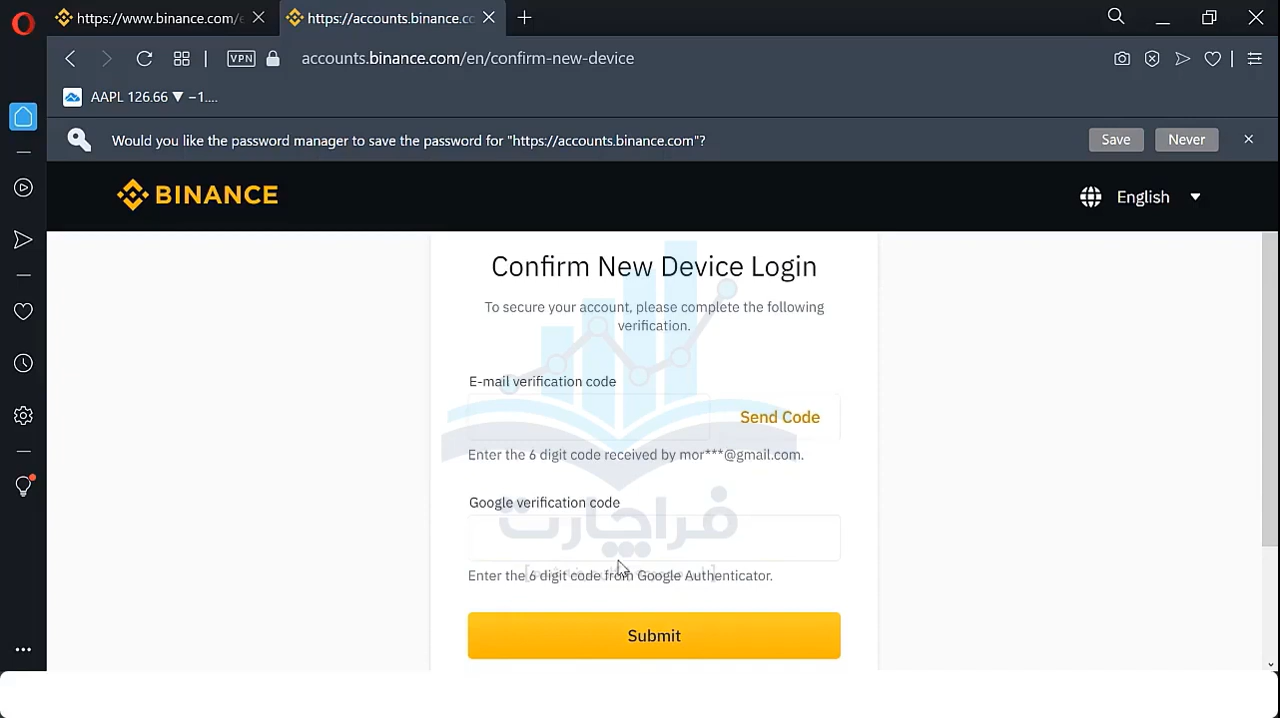 https://www.binance.com/e
https://accounts.binance.cc
VPN
accounts.binance.com/en/confirm-new-device
AAPL 126.66 ▼ −1....
Would you like the password manager to save the password for "https://accounts.binance.com"?
Save
Never
BINANCE
English
Confirm New Device Login
To secure your account, please complete the following
verification.
E-mail verification code
Send Code
Enter the 6 digit code received by mor***@gmail.com.
Google verification code
فراچارت
Enter the 6 digit code from Google Authenticator.
Submit